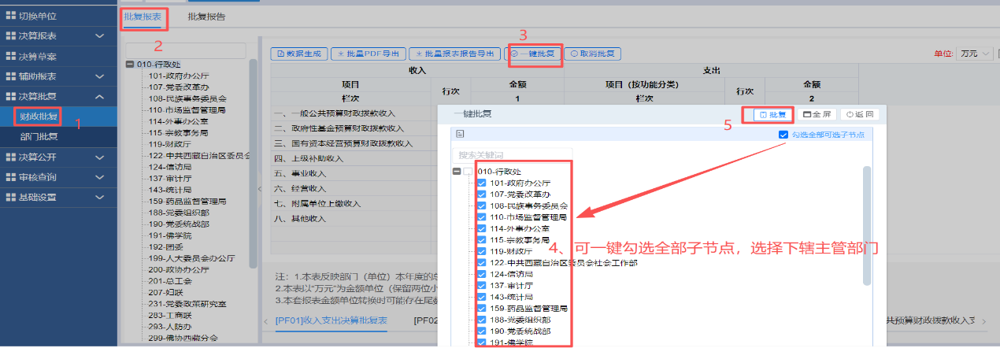 切换单位
决算报表
决算草案
辅助报表
决算批复
财政批复
1
部门批复
决算公开
审核查询
基础设置
批复报表
批复报告
2
010-行政处
101-政府办公厅
107-党委改革办
108-民族事务委员会
110-市场监督管理局
114-外事办公室
115-宗教事务局
119-财政厅
122-中共西藏自治区委员会
124-信访局
137-审计厅
143-统计局
159-药品监督管理局
188-党委组织部
190-党委统战部
191-佛学院
192-团委
199-人大委员会办公厅
200-政协办公厅
201-总工会
207-妇联
231-党委政策研究室
283-工商联
293-人防办
299-佛协西藏分会
3
数据生成
批量PDF导出
批量报表报告导出
一键批复
取消批复
单位:
万元
收入
支出
项目
行次
金额
项目（按功能分类）
行次
金额
栏次
1
栏次
2
一、一般公共预算财政拨款收入
二、政府性基金预算财政拨款收入
三、国有资本经营预算财政拨款收入
四、上级补助收入
五、事业收入
六、经营收入
七、附属单位上缴收入
八、其他收入
注：1.本表反映部门（单位）本年度的总
2.本表以“万元”为金额单位（保留两位小
3.本套报表金额单位转换时可能存在尾数
[PF01]收入支出决算批复表
[PF02
共预算财政拨款收入支
一键批复
5
批复
全屏
返回
勾选全部可选子节点
搜索关键词
010-行政处
101-政府办公厅
107-党委改革办
108-民族事务委员会
110-市场监督管理局
114-外事办公室
115-宗教事务局
119-财政厅
122-中共西藏自治区委员会社会工作部
124-信访局
137-审计厅
143-统计局
159-药品监督管理局
188-党委组织部
190-党委统战部
191-佛学院
4、可一键勾选全部子节点，选择下辖主管部门